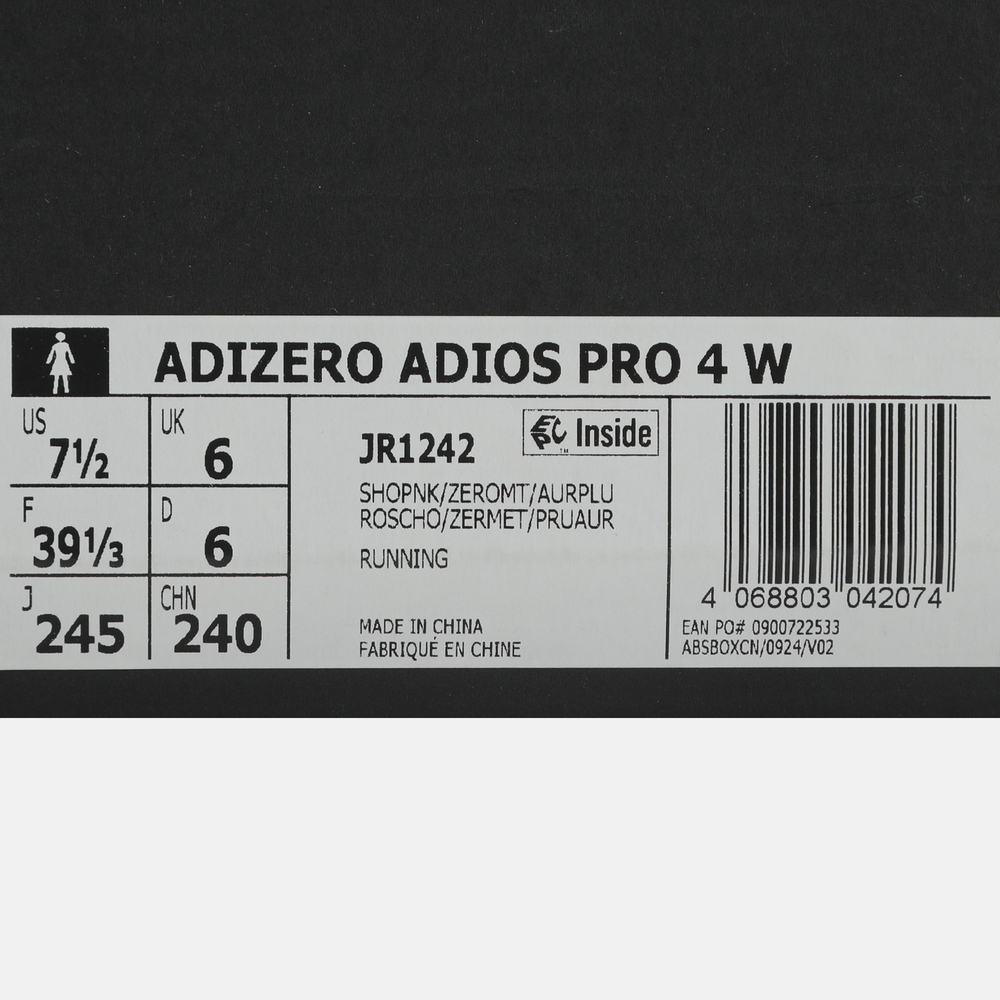 ADIZERO ADIOS PRO 4 W
US 7½
UK 6
F 39⅓
D 6
J 245
CHN 240
JR1242
Inside
TM
SHOPNK/ZEROMT/AURPLU
ROSCHO/ZERMET/PRUAUR
RUNNING
MADE IN CHINA
FABRIQUÉ EN CHINE
4 068803 042074
EAN PO# 0900722533
ABSBOXCN/0924/V02